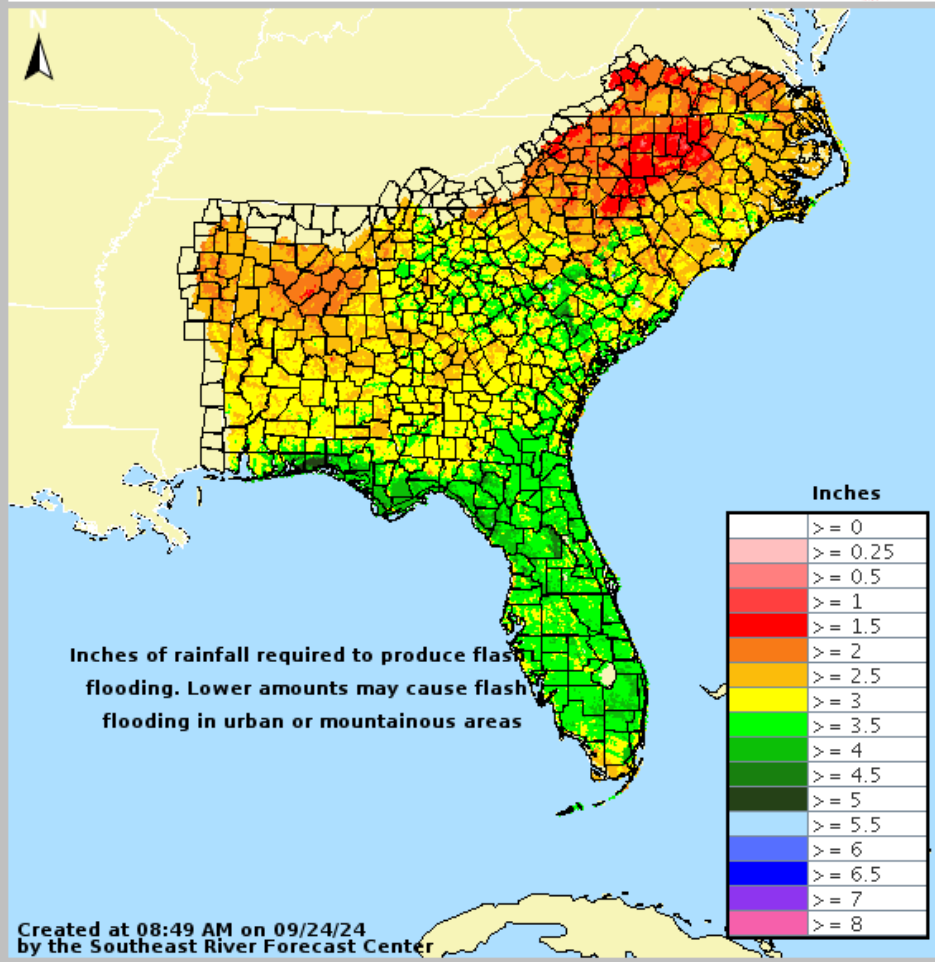 N
Inches
>= 0
>= 0.25
>= 0.5
>= 1
>= 1.5
>= 2
>= 2.5
>= 3
>= 3.5
>= 4
>= 4.5
>= 5
>= 5.5
>= 6
>= 6.5
>= 7
>= 8
Inches of rainfall required to produce flash
flooding. Lower amounts may cause flash
flooding in urban or mountainous areas
Created at 08:49 AM on 09/24/24
by the Southeast River Forecast Center